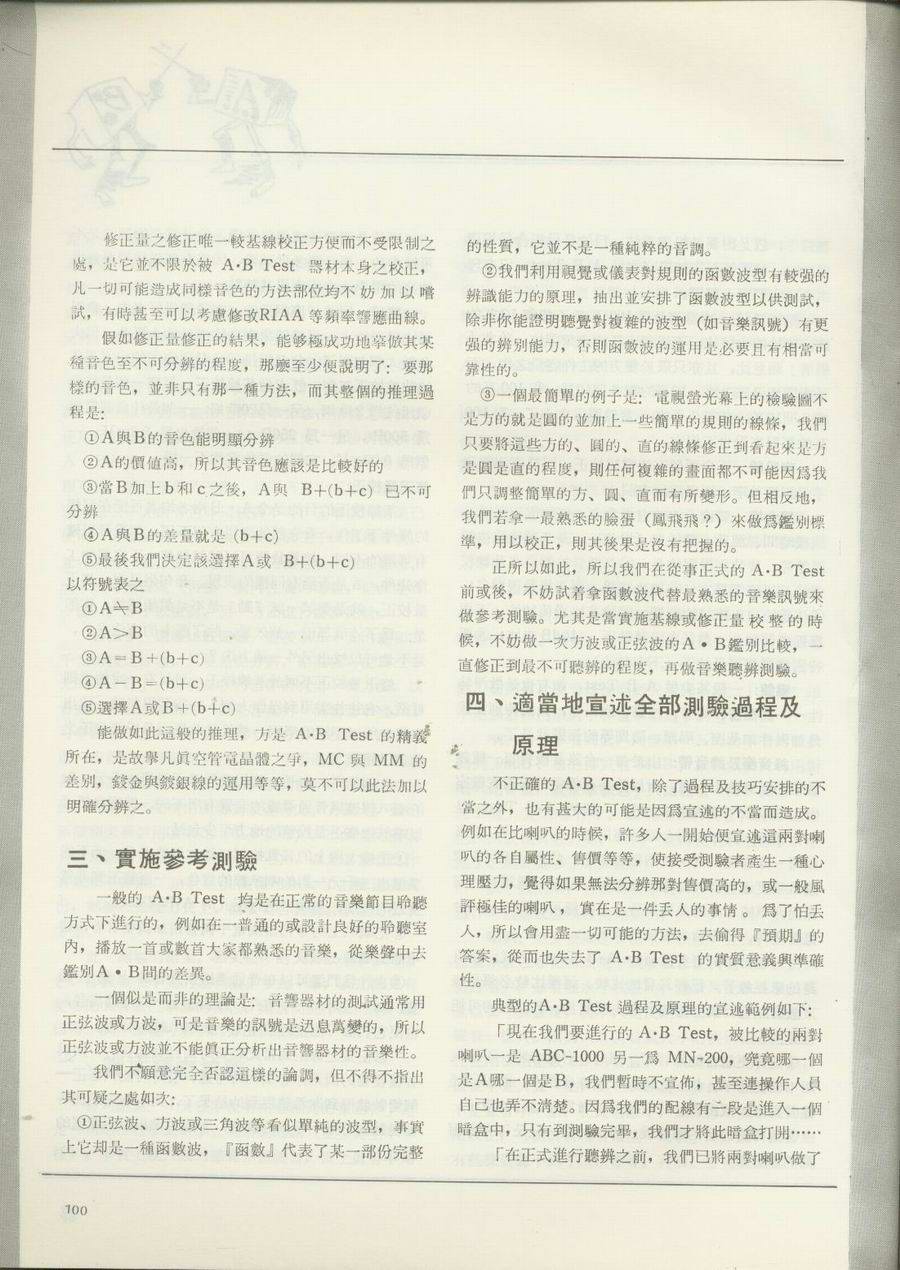 修正量之修正唯一較基線校正方便而不受限制之
處，是它並不限於被 A·B Test 器材本身之校正，
凡一切可能造成同樣音色的方法部位均不妨加以嚐
試，有時甚至可以考慮修改RIAA 等頻率響應曲線。
假如修正量修正的結果，能够極成功地摹倣其某
種音色至不可分辨的程度，那麼至少便說明了：要那
樣的音色，並非只有那一種方法，而其整個的推理過
程是：
①A與B的音色能明顯分辨
②A的價值高，所以其音色應該是比較好的
③當B加上b和c之後，A與 B+(b+c) 已不可
分辨
④A與B的差量就是 (b+c)
⑤最後我們決定該選擇A或 B+(b+c)
以符號表之
①A≒B
②A＞B
③A＝B+(b+c)
④A－B＝(b+c)
⑤選擇A或B+(b+c)
能做如此這般的推理，方是 A·B Test 的精義
所在，是故舉凡眞空管電晶體之爭，MC 與 MM 的
差別，鍍金與鍍銀線的運用等等，莫不可以此法加以
明確分辨之。
三、實施參考測驗
一般的 A·B Test 均是在正常的音樂節目聆聽
方式下進行的，例如在一普通的或設計良好的聆聽室
內，播放一首或數首大家都熟悉的音樂，從樂聲中去
鑑別A·B間的差異。
一個似是而非的理論是：音響器材的測試通常用
正弦波或方波，可是音樂的訊號是迅息萬變的，所以
正弦波或方波並不能眞正分析出音響器材的音樂性。
我們不願意完全否認這樣的論調，但不得不指出
其可疑之處如次：
①正弦波、方波或三角波等看似單純的波型，事實
上它却是一種函數波，『函數』代表了某一部份完整
的性質，它並不是一種純粹的音調。
②我們利用視覺或儀表對規則的函數波型有較强的
辨識能力的原理，抽出並安排了函數波型以供測試，
除非你能證明聽覺對複雜的波型（如音樂訊號）有更
强的辨別能力，否則函數波的運用是必要且有相當可
靠性的。
③一個最簡單的例子是：電視螢光幕上的檢驗圖不
是方的就是圓的並加上一些簡單的規則的線條，我們
只要將這些方的、圓的、直的線條修正到看起來是方
是圓是直的程度，則任何複雜的畫面都不可能因爲我
們只調整簡單的方、圓、直而有所變形。但相反地，
我們若拿一最熟悉的臉蛋（鳳飛飛？）來做爲鑑別標
準，用以校正，則其後果是沒有把握的。
正所以如此，所以我們在從事正式的 A·B Test
前或後，不妨試着拿函數波代替最熟悉的音樂訊號來
做參考測驗。尤其是當實施基線或修正量校整的時
候，不妨做一次方波或正弦波的A·B鑑別比較，一
直修正到最不可聽辨的程度，再做音樂聽辨測驗。
四、適當地宣述全部測驗過程及
原理
不正確的 A·B Test，除了過程及技巧安排的不
當之外，也有甚大的可能是因爲宣述的不當而造成。
例如在比喇叭的時候，許多人一開始便宣述這兩對喇
叭的各自屬性、售價等等，使接受測驗者產生一種心
理壓力，覺得如果無法分辨那對售價高的，或一般風
評極佳的喇叭，實在是一件丟人的事情。爲了怕丟
人，所以會用盡一切可能的方法，去偷得『預期』的
答案，從而也失去了 A·B Test 的實質意義興準確
性。
典型的A·B Test 過程及原理的宣述範例如下：
「現在我們要進行的 A·B Test，被比較的兩對
喇叭一是 ABC-1000 另一爲 MN-200，究竟哪一個
是A哪一個是B，我們暫時不宣佈，甚至連操作人員
自己也弄不清楚。因爲我們的配線有一段是進入一個
暗盒中，只有到測驗完畢，我們才將此暗盒打開……
「在正式進行聽辨之前，我們已將兩對喇叭做了
100